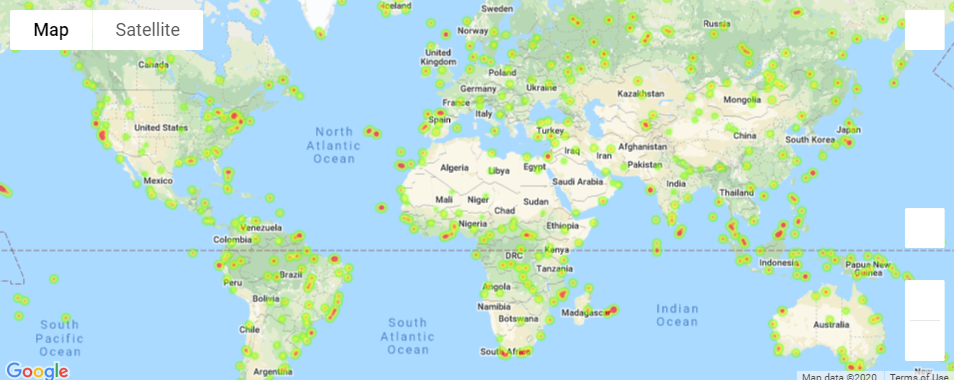 Map
Satellite
Iceland
Sweden
Norway
Russia
Canada
United
Kingdom
Poland
Germany
Ukraine
France
Kazakhstan
Mongolia
Italy
Spain
United States
Turkey
China
Japan
South Korea
North
Atlantic
Ocean
Iraq
Iran
Afghanistan
Pakistan
Algeria
Libya
Egypt
Mexico
Saudi Arabia
India
Mali
Niger
Sudan
Chad
Thailand
Venezuela
Nigeria
Ethiopia
Colombia
Kenya
DRC
Indonesia
Papua New
Guinea
Tanzania
Brazil
Peru
Angola
Bolivia
Namibia
Madagascar
Botswana
Indian
Ocean
South
Pacific
Ocean
South
Atlantic
Ocean
Australia
Chile
South Africa
Argentina
Google
Map data ©2020
Terms of Use